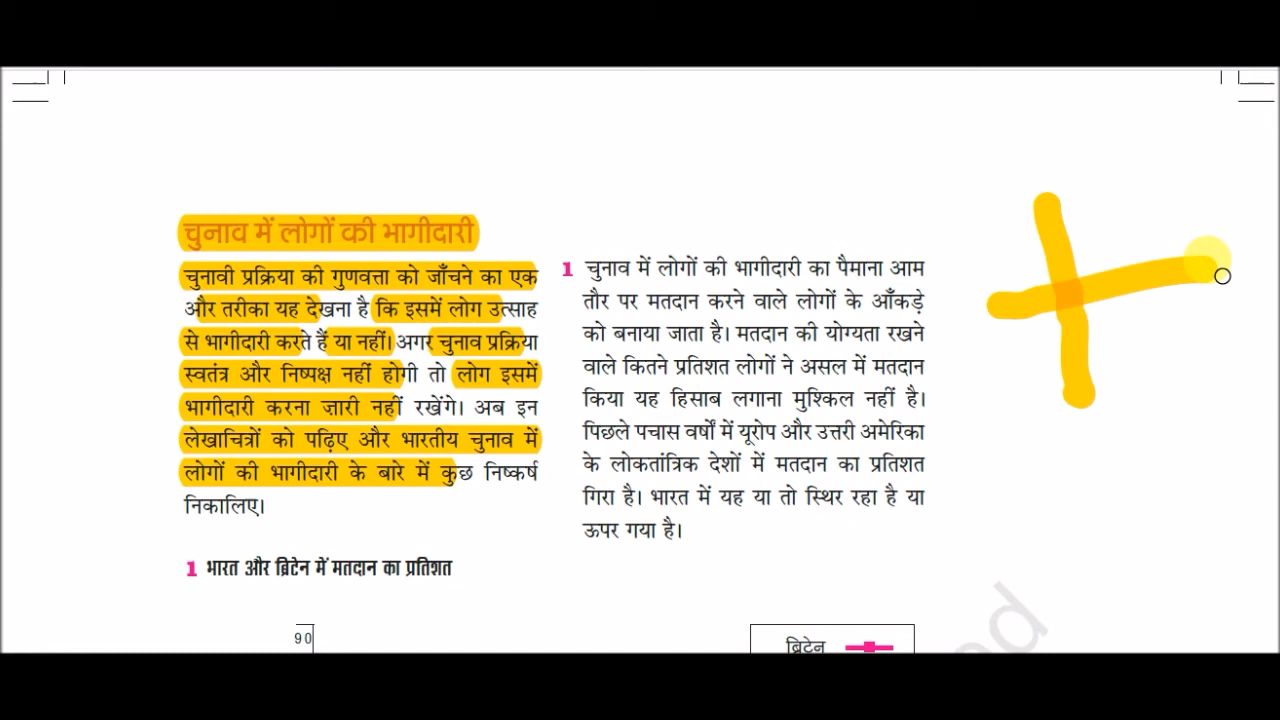 चुनाव में लोगों की भागीदारी
चुनावी प्रक्रिया की गुणवत्ता को जाँचने का एक
और तरीका यह देखना है कि इसमें लोग उत्साह
से भागीदारी करते हैं या नहीं। अगर चुनाव प्रक्रिया
स्वतंत्र और निष्पक्ष नहीं होगी तो लोग इसमें
भागीदारी करना ज़ारी नहीं रखेंगे। अब इन
लेखाचित्रों को पढ़िए और भारतीय चुनाव में
लोगों की भागीदारी के बारे में कुछ निष्कर्ष
निकालिए।
1 भारत और ब्रिटेन में मतदान का प्रतिशत
90
1 चुनाव में लोगों की भागीदारी का पैमाना आम
तौर पर मतदान करने वाले लोगों के आँकड़े
को बनाया जाता है। मतदान की योग्यता रखने
वाले कितने प्रतिशत लोगों ने असल में मतदान
किया यह हिसाब लगाना मुश्किल नहीं है।
पिछले पचास वर्षों में यूरोप और उत्तरी अमेरिका
के लोकतांत्रिक देशों में मतदान का प्रतिशत
गिरा है। भारत में यह या तो स्थिर रहा है या
ऊपर गया है।
ब्रिटेन